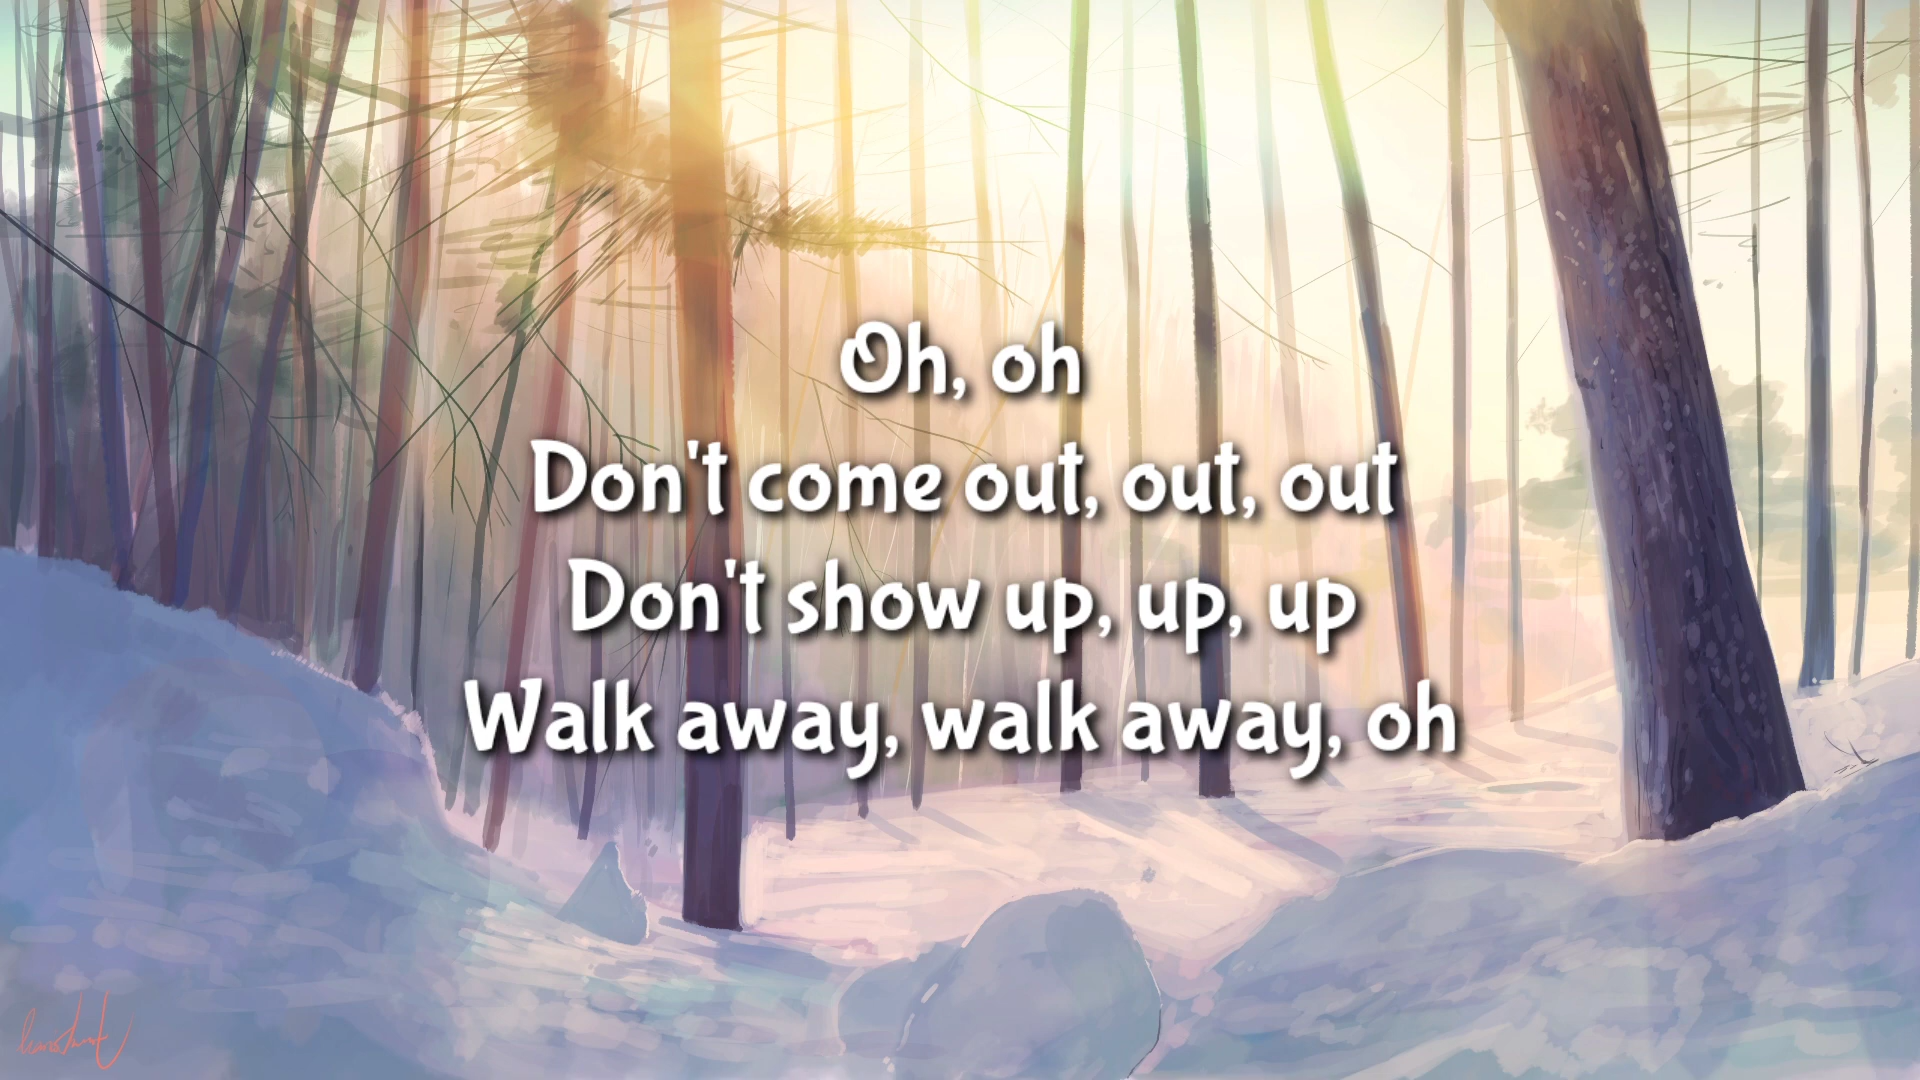 Oh, oh
Don't come out, out, out
Don't show up, up, up
Walk away, walk away, oh